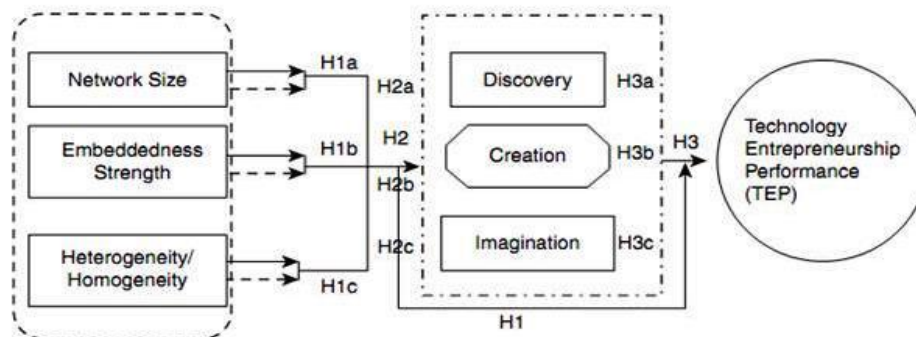 Network Size
Embeddedness
Strength
Heterogeneity/
Homogeneity
H1a
H1b
H1c
H2a
H2
H2b
H2c
Discovery
H3a
Creation
H3b
Imagination
H3c
H3
H1
Technology
Entrepreneurship
Performance
(TEP)